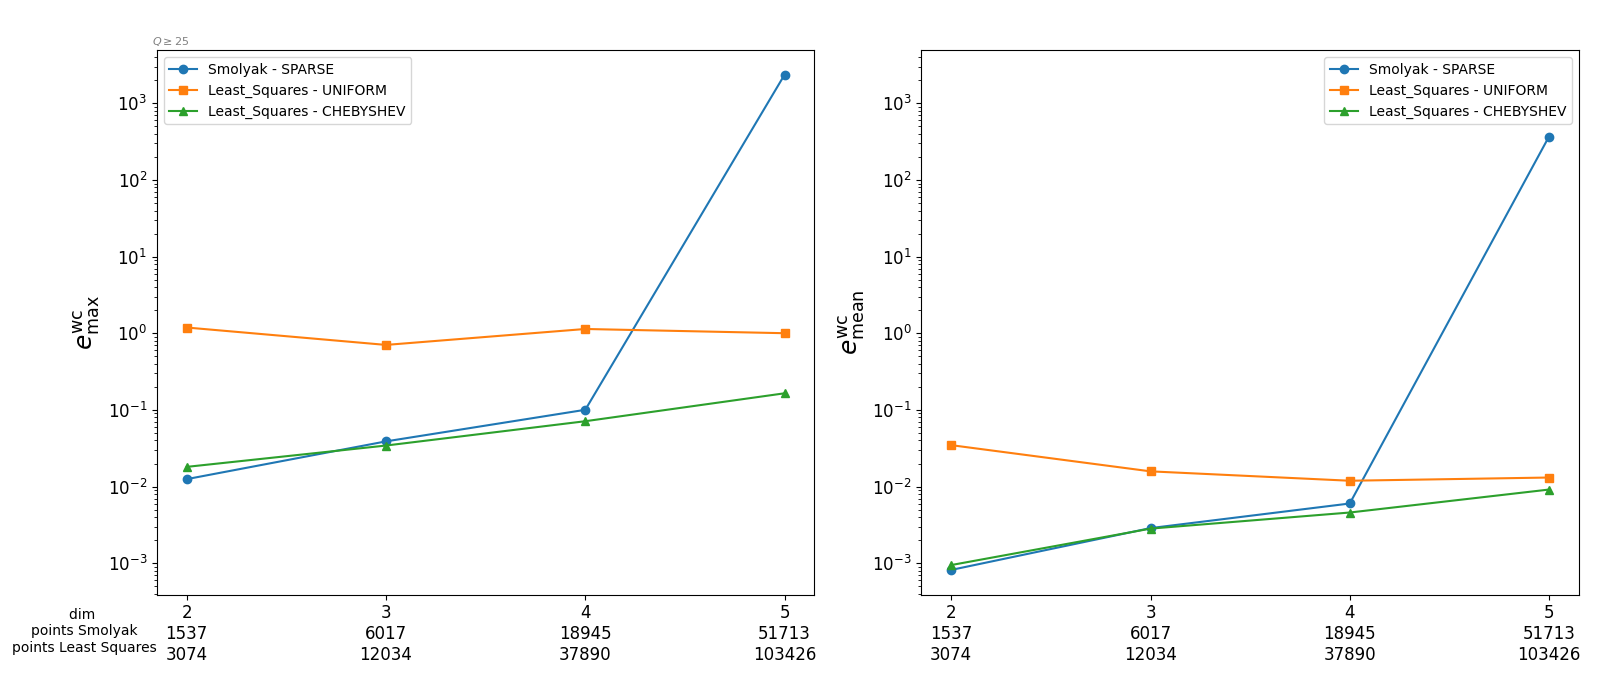 Q ≥ 25
Smolyak - SPARSE
Least_Squares - UNIFORM
Least_Squares - CHEBYSHEV
10³
10²
10¹
10⁰
10⁻¹
10⁻²
10⁻³
e^wc_max
2 3 4 5
1537 6017 18945 51713
3074 12034 37890 103426
dim
points Smolyak
points Least Squares
Smolyak - SPARSE
Least_Squares - UNIFORM
Least_Squares - CHEBYSHEV
10³
10²
10¹
10⁰
10⁻¹
10⁻²
10⁻³
e^wc_mean
2 3 4 5
1537 6017 18945 51713
3074 12034 37890 103426